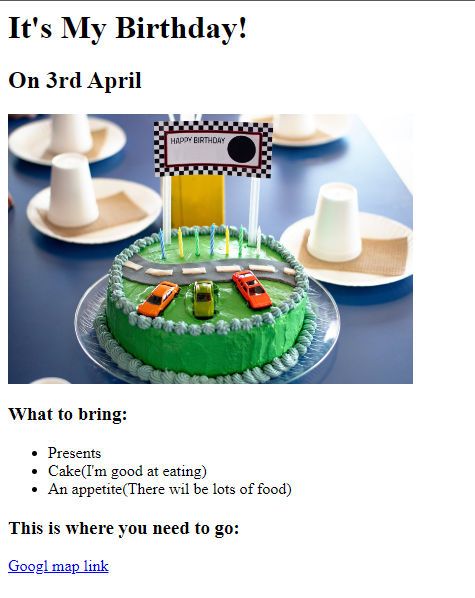 It's My Birthday!
On 3rd April
HAPPY BIRTHDAY
What to bring:
Presents
Cake(I'm good at eating)
An appetite(There wil be lots of food)
This is where you need to go:
Googl map link